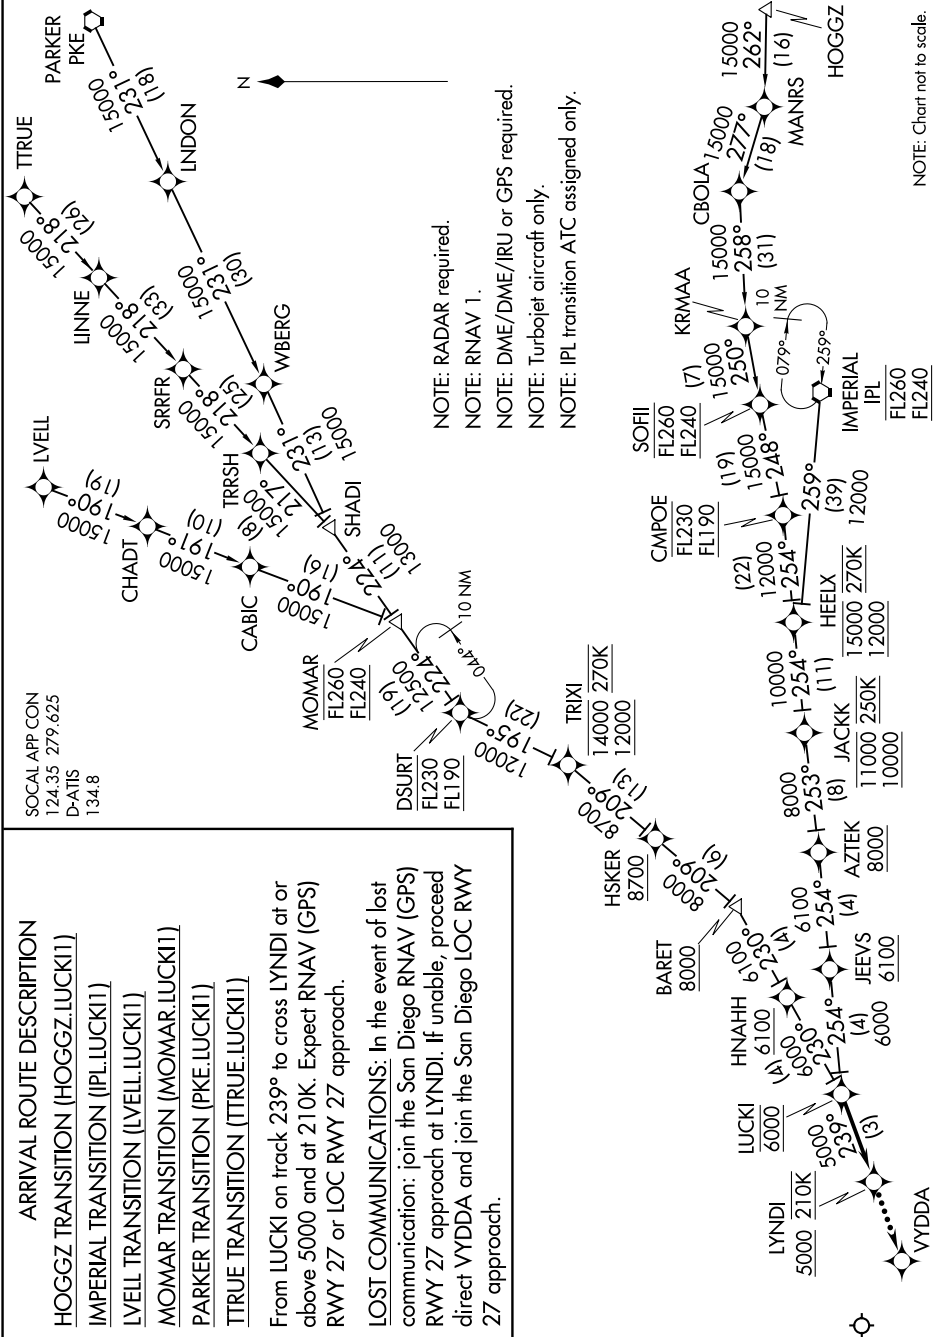 SOCAL APP CON
124.35 279.625
D-ATIS
134.8
ARRIVAL ROUTE DESCRIPTION
HOGGZ TRANSITION (HOGGZ.LUCKI1)
IMPERIAL TRANSITION (IPL.LUCKI1)
LVELL TRANSITION (LVELL.LUCKI1)
MOMAR TRANSITION (MOMAR.LUCKI1)
PARKER TRANSITION (PKE.LUCKI1)
TTRUE TRANSITION (TTRUE.LUCKI1)
From LUCKI on track 239° to cross LYNDI at or
above 5000 and at 210K. Expect RNAV (GPS)
RWY 27 or LOC RWY 27 approach.
LOST COMMUNICATIONS: In the event of lost
communication: join the San Diego RNAV (GPS)
RWY 27 approach at LYNDI. If unable, proceed
direct VYDDA and join the San Diego LOC RWY
27 approach.
PARKER
PKE
15000
231°
(18)
LNDON
15000
231°
(30)
WBERG
231°
(13)
15000
TTRUE
15000
218°
(26)
LINNE
15000
218°
(33)
SRRFR
15000
218°
(25)
TRRSH
15000
217°
(8)
SHADI
224°
(11)
13000
LVELL
15000
190°
(19)
CHADT
15000
191°
(10)
CABIC
15000
190°
(16)
MOMAR
FL260
FL240
(19)
12500
224°
044°
10 NM
DSURT
FL230
FL190
12000
195°
(22)
TRIXI
14000 270K
12000
8700
209°
(13)
HSKER
8700
8000
209°
(6)
BARET
8000
6100
230°
(4)
HNAHH
6100
6000
230°
(4)
LUCKI
6000
5000
239°
(3)
LYNDI
5000 210K
VYDDA
N
NOTE: RADAR required.
NOTE: RNAV 1.
NOTE: DME/DME/IRU or GPS required.
NOTE: Turbojet aircraft only.
NOTE: IPL transition ATC assigned only.
HOGGZ
15000
262°
(16)
MANRS
15000
277°
(18)
CBOLA
15000
258°
(31)
KRMAA
(7)
15000
250°
SOFII
FL260
FL240
(19)
15000
248°
CMPOE
FL230
FL190
(22)
12000
254°
10
NM
079°
259°
IMPERIAL
IPL
FL260
FL240
259°
(39)
12000
HEELX
15000 270K
12000
10000
254°
(11)
JACKK
11000 250K
10000
8000
253°
(8)
AZTEK
8000
6100
254°
(4)
JEEVS
6100
254°
(4)
6000
NOTE: Chart not to scale.